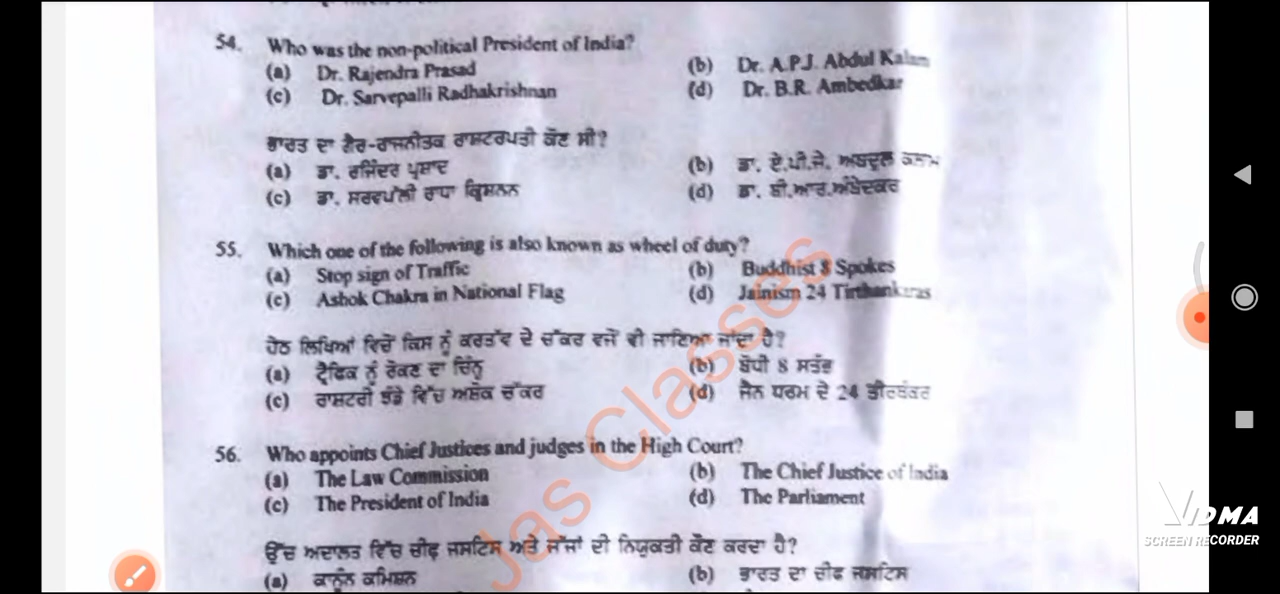 54. Who was the non-political President of India?
(a) Dr. Rajendra Prasad (b) Dr. A.P.J. Abdul Kalam
(c) Dr. Sarvepalli Radhakrishnan (d) Dr. B.R. Ambedkar
ਭਾਰਤ ਦਾ ਗੈਰ-ਰਾਜਨੀਤਕ ਰਾਸ਼ਟਰਪਤੀ ਕੌਣ ਸੀ?
(a) ਡਾ. ਰਜਿੰਦਰ ਪ੍ਰਸ਼ਾਦ (b) ਡਾ. ਏ.ਪੀ.ਜੇ. ਅਬਦੁਲ ਕਲਾਮ
(c) ਡਾ. ਸਰਵਪੱਲੀ ਰਾਧਾ ਕ੍ਰਿਸ਼ਨਨ (d) ਡਾ. ਬੀ.ਆਰ.ਅੰਬੇਦਕਰ
55. Which one of the following is also known as wheel of duty?
(a) Stop sign of Traffic (b) Buddhist 8 Spokes
(c) Ashok Chakra in National Flag (d) Jainism 24 Tirthankaras
ਹੇਠ ਲਿਖਿਆਂ ਵਿਚੋਂ ਕਿਸ ਨੂੰ ਕਰਤੱਵ ਦੇ ਚੱਕਰ ਵਜੋਂ ਵੀ ਜਾਣਿਆ ਜਾਂਦਾ ਹੈ?
(a) ਟ੍ਰੈਫਿਕ ਨੂੰ ਰੋਕਣ ਦਾ ਚਿੰਨ੍ਹ (b) ਬੋਧੀ 8 ਸਤੰਭ
(c) ਰਾਸ਼ਟਰੀ ਝੰਡੇ ਵਿੱਚ ਅਸ਼ੋਕ ਚੱਕਰ (d) ਜੈਨ ਧਰਮ ਦੇ 24 ਤੀਰਥੰਕਰ
56. Who appoints Chief Justices and judges in the High Court?
(a) The Law Commission (b) The Chief Justice of India
(c) The President of India (d) The Parliament
ਉੱਚ ਅਦਾਲਤ ਵਿੱਚ ਚੀਫ਼ ਜਸਟਿਸ ਅਤੇ ਜੱਜਾਂ ਦੀ ਨਿਯੁਕਤੀ ਕੌਣ ਕਰਦਾ ਹੈ?
(a) ਕਾਨੂੰਨ ਕਮਿਸ਼ਨ (b) ਭਾਰਤ ਦਾ ਚੀਫ਼ ਜਸਟਿਸ
Jas Classes
VIDMA
SCREEN RECORDER